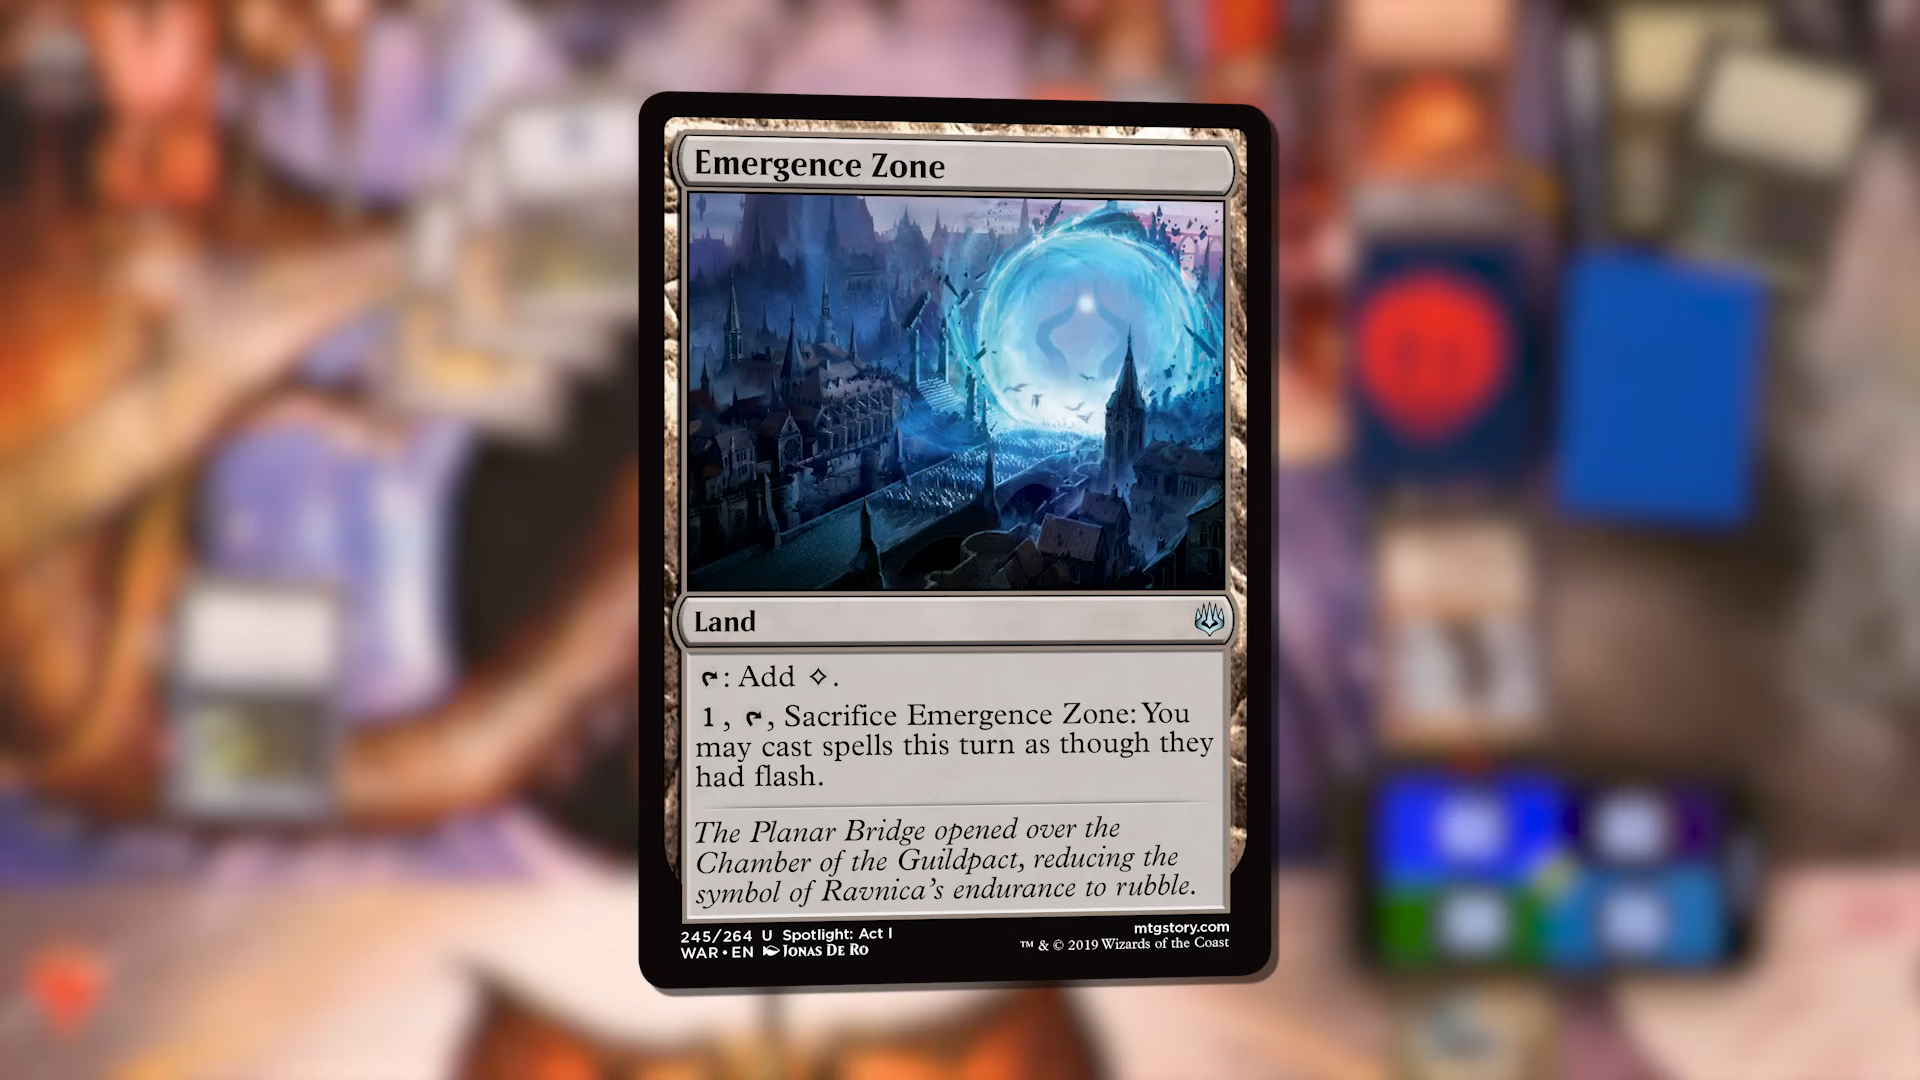 Emergence Zone
Land
: Add .
1, , Sacrifice Emergence Zone: You
may cast spells this turn as though they
had flash.
The Planar Bridge opened over the
Chamber of the Guildpact, reducing the
symbol of Ravnica's endurance to rubble.
245/264 U Spotlight: Act I
WAR • EN Jonas De Ro
mtgstory.com
™ & © 2019 Wizards of the Coast